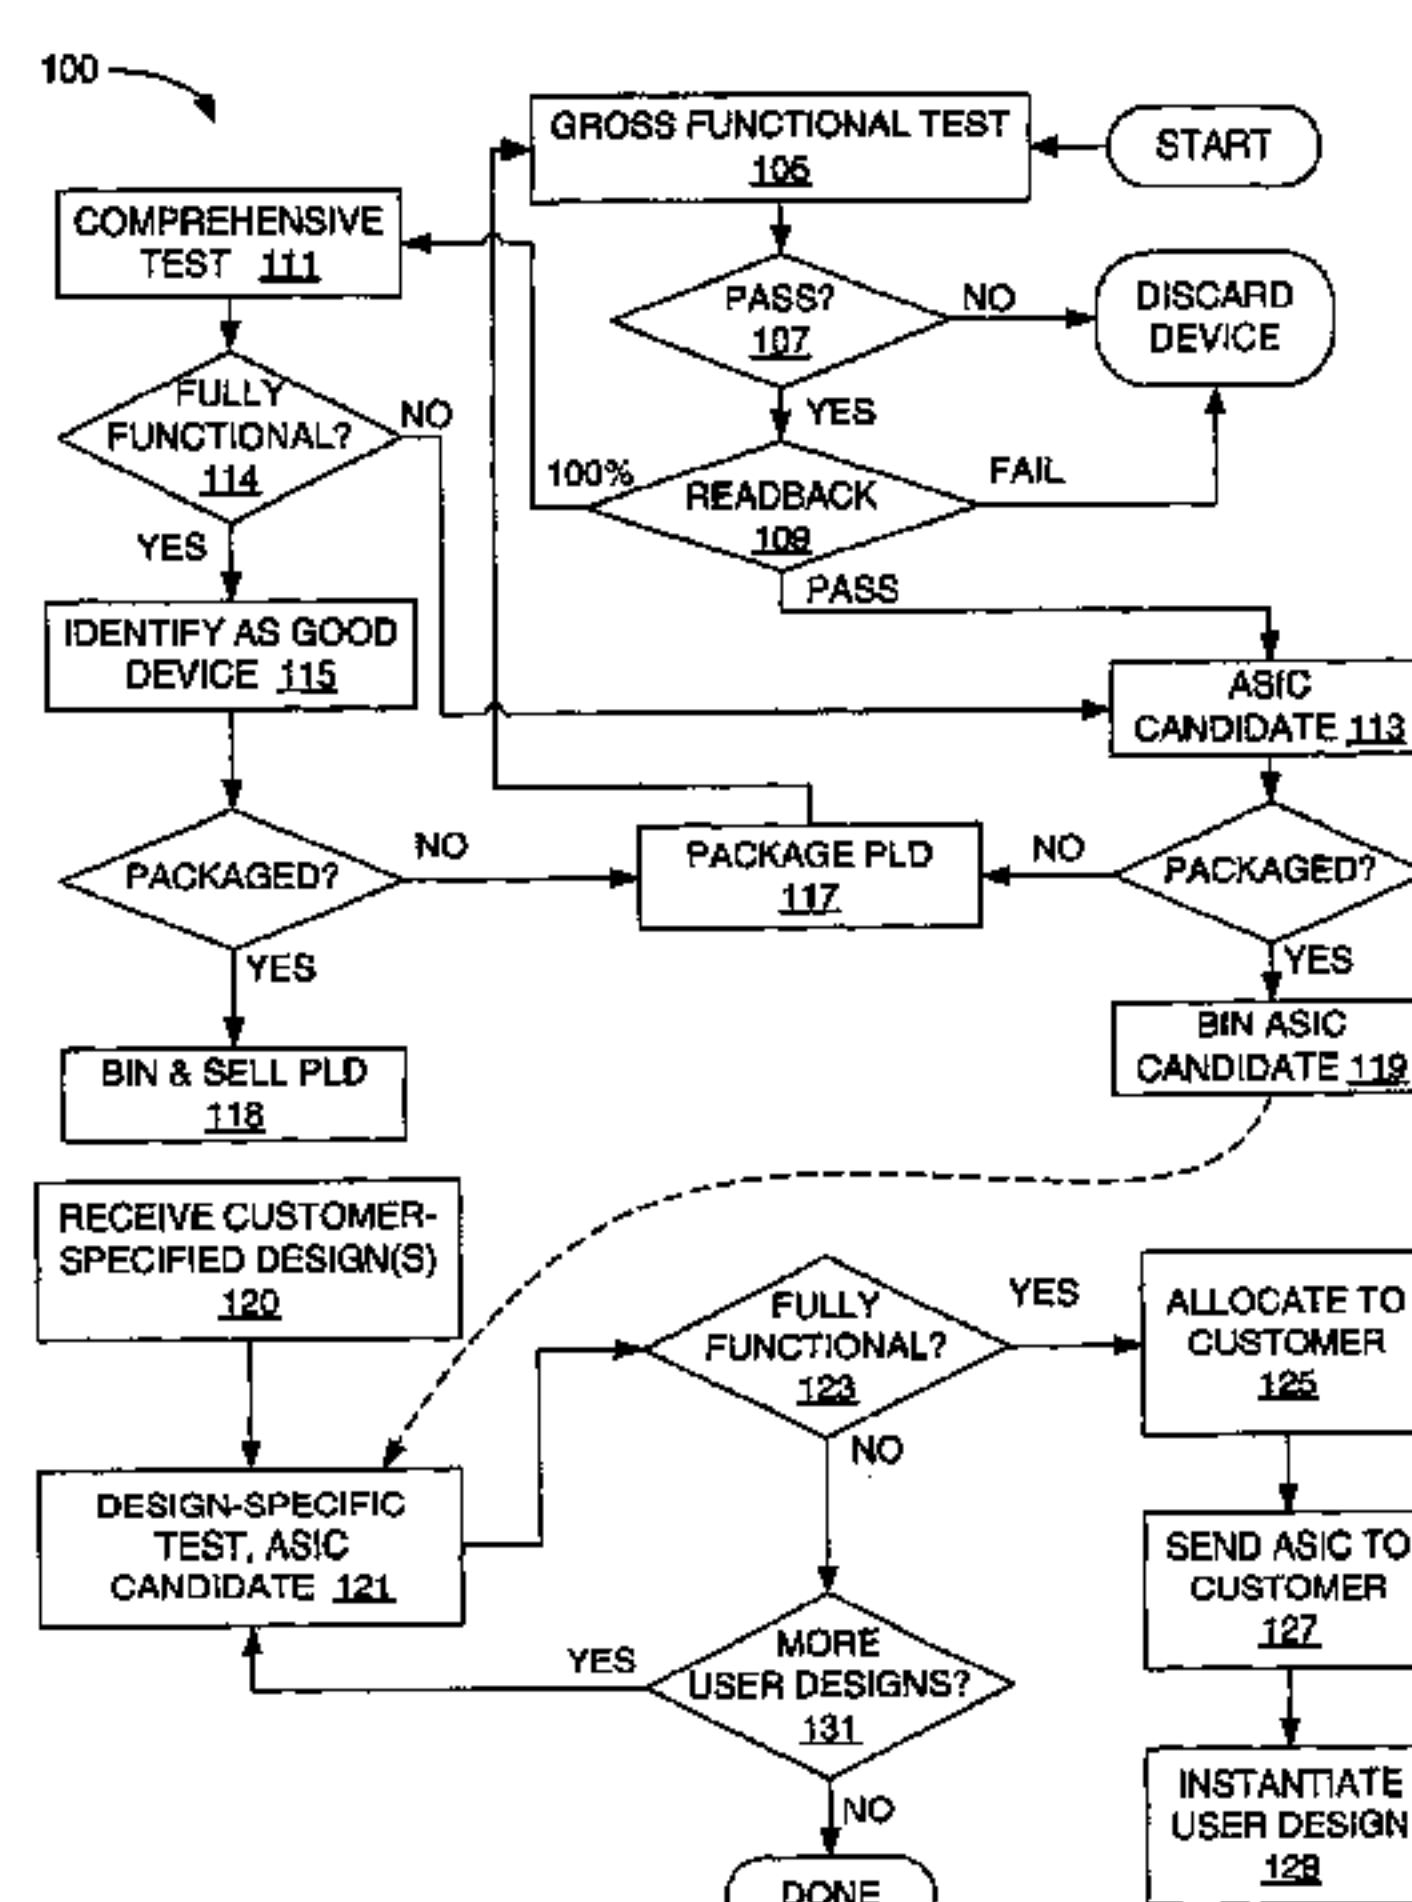 100
GROSS FUNCTIONAL TEST
105
START
COMPREHENSIVE
TEST 111
PASS?
107
NO
DISCARD
DEVICE
YES
FULLY
FUNCTIONAL?
114
NO
100%
READBACK
109
FAIL
YES
PASS
IDENTIFY AS GOOD
DEVICE 115
ASIC
CANDIDATE 113
PACKAGED?
NO
PACKAGE PLD
117
NO
PACKAGED?
YES
YES
BIN & SELL PLD
118
BIN ASIC
CANDIDATE 119
RECEIVE CUSTOMER-
SPECIFIED DESIGN(S)
120
FULLY
FUNCTIONAL?
123
YES
ALLOCATE TO
CUSTOMER
125
NO
DESIGN-SPECIFIC
TEST, ASIC
CANDIDATE 121
SEND ASIC TO
CUSTOMER
127
YES
MORE
USER DESIGNS?
131
INSTANTIATE
USER DESIGN
NO
DONE